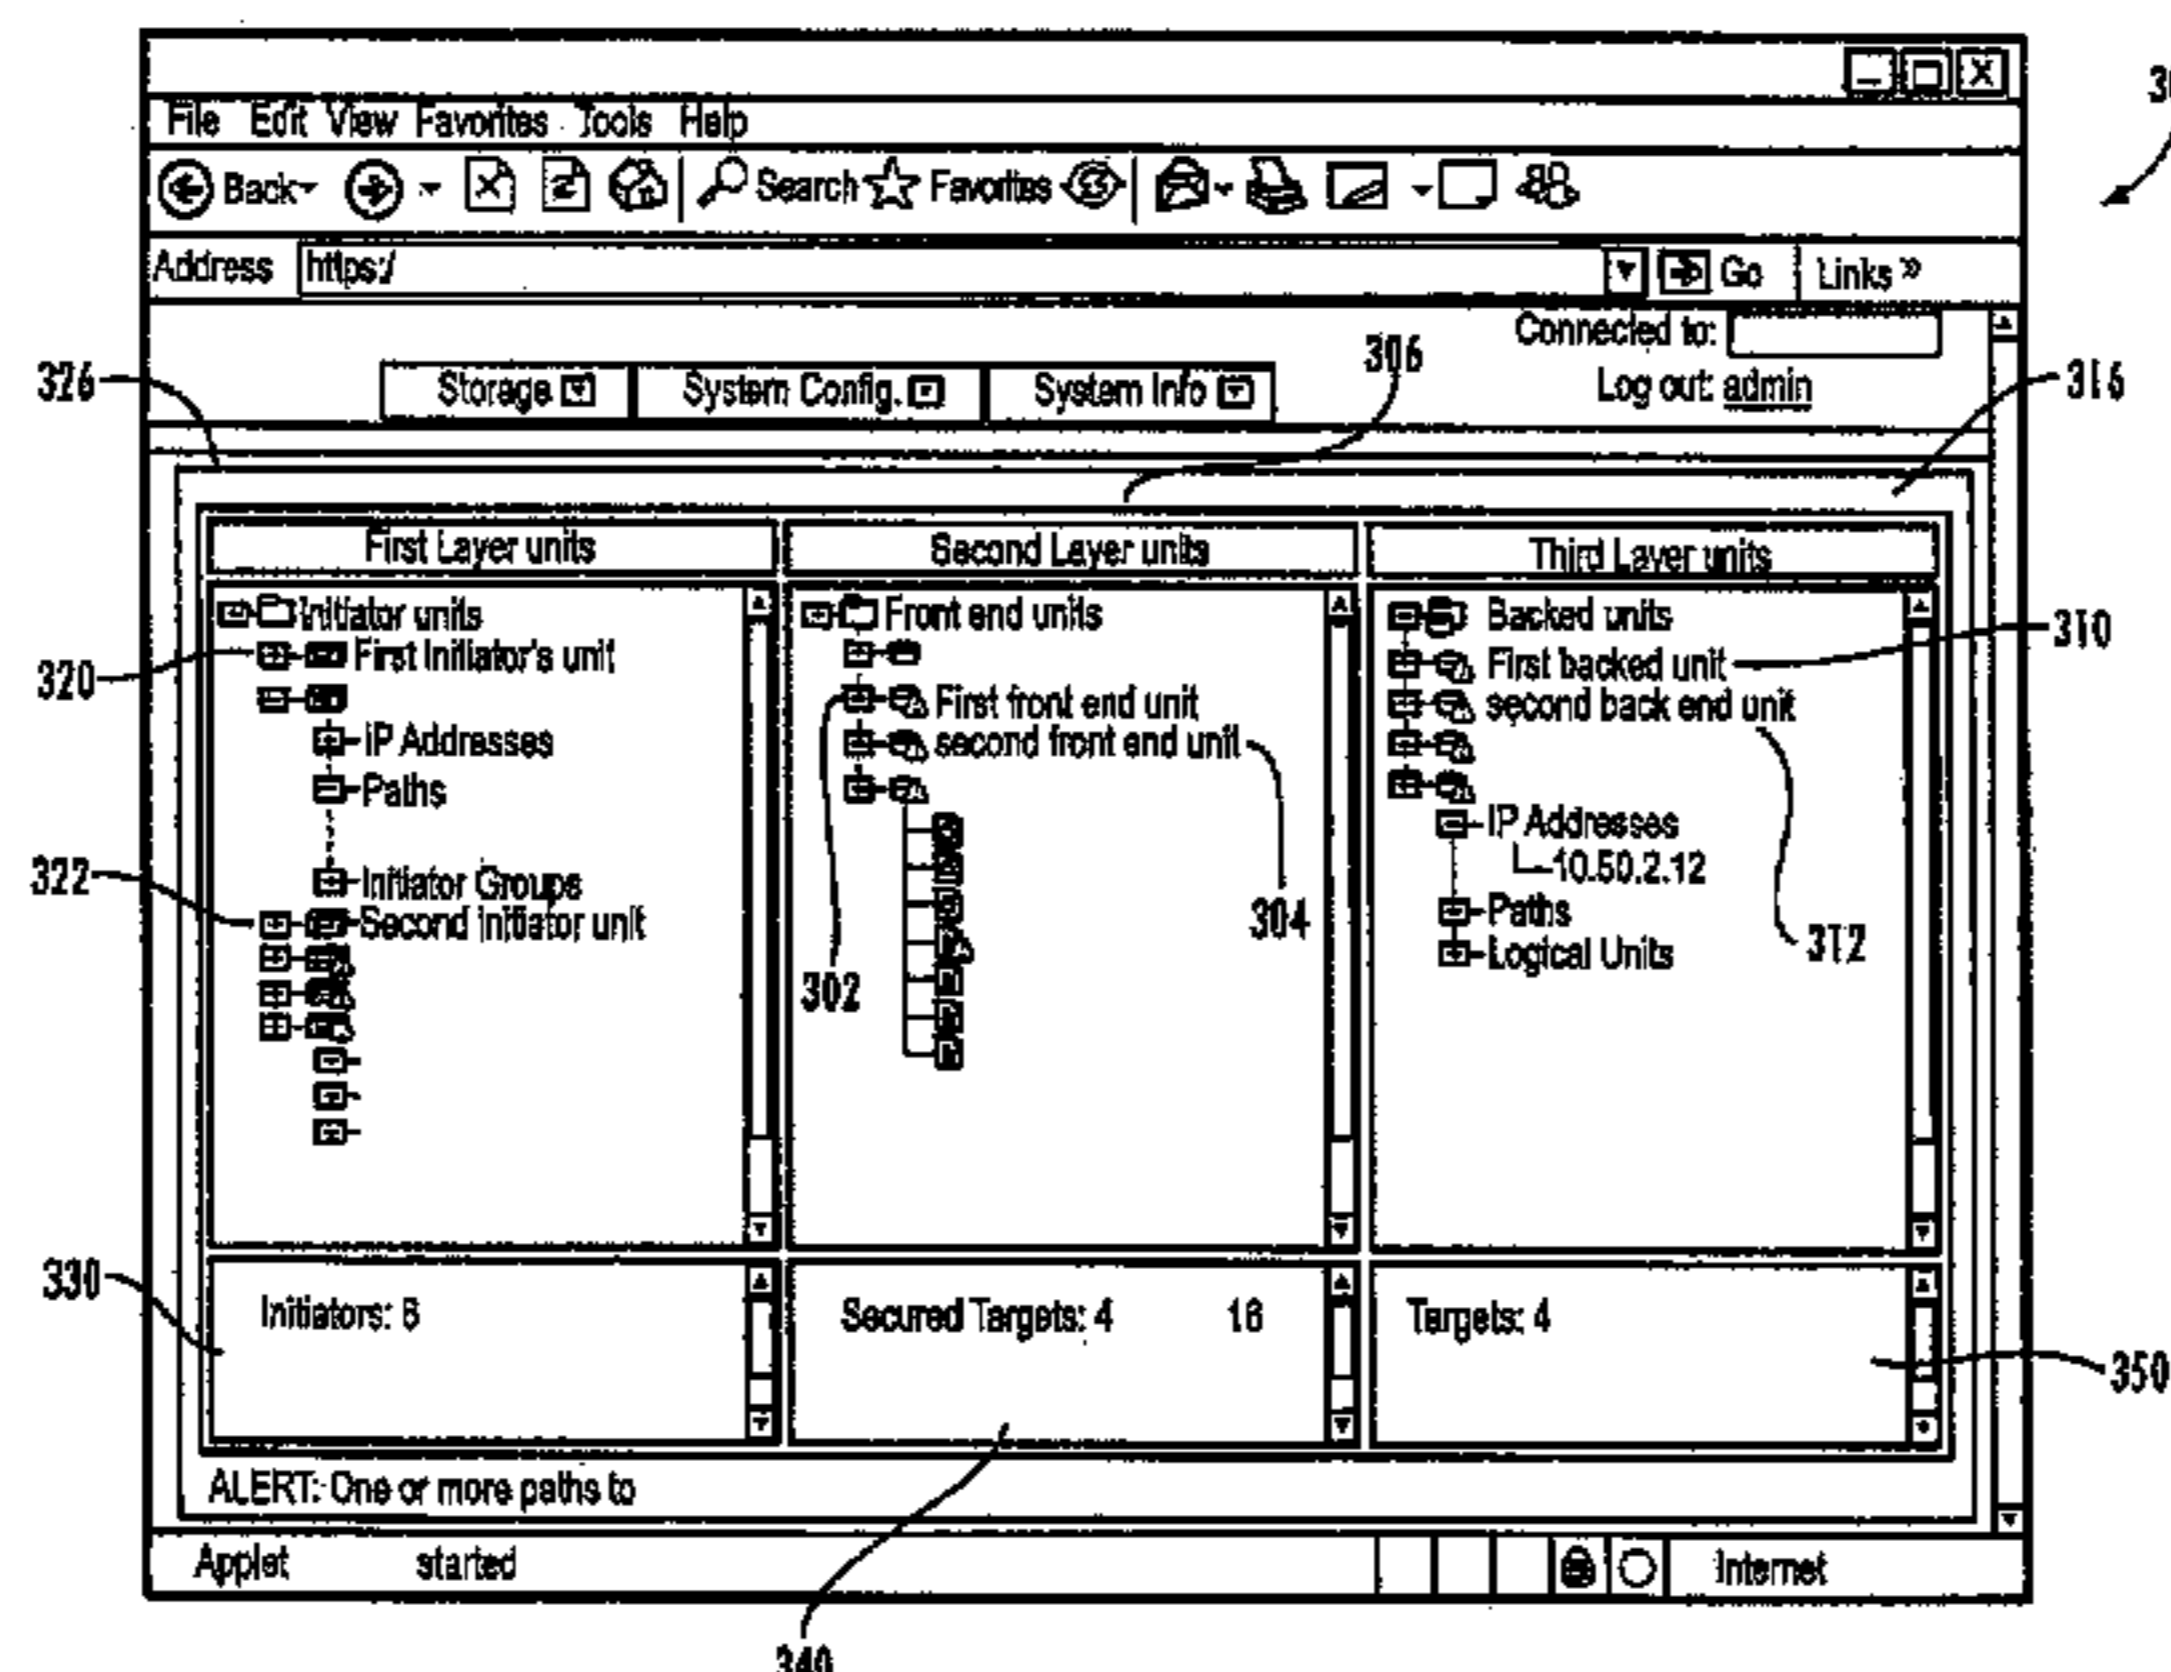 File Edit View Favorites Tools Help
Back Search Favorites
Address https:/ Go Links »
Connected to:
306
326 Storage System Config. System Info Log out: admin 316
First Layer units Second Layer units Third Layer units
Initiator units Front end units Backed units
320 First Initiator's unit First backed unit 310
First front end unit second back end unit
IP Addresses second front end unit
Paths
IP Addresses
10.50.2.12
322 Initiator Groups Paths
Second initiator unit 304 312
Logical Units
302
330 Initiators: 6 Secured Targets: 4 16 Targets: 4
350
ALERT: One or more paths to
Applet started Internet
340